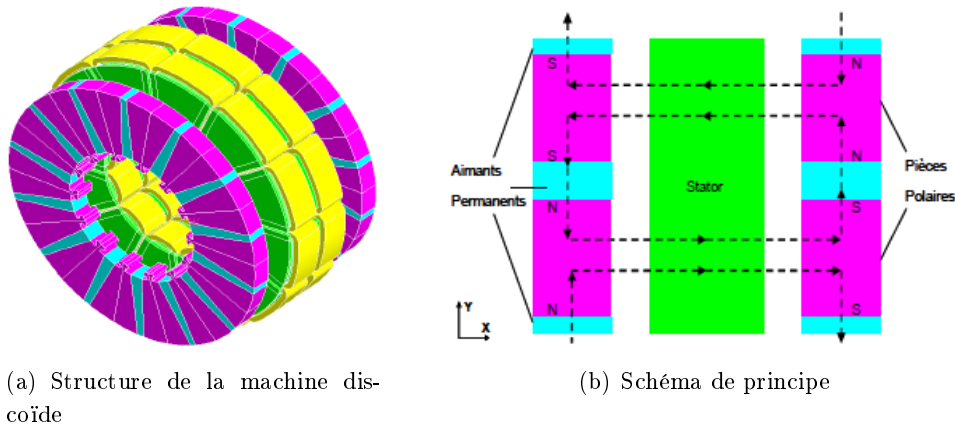 S
N
S
N
Aimants
Permanents
Stator
Pièces
Polaires
N
S
N
S
Y
X
(a) Structure de la machine dis-
coïde
(b) Schéma de principe